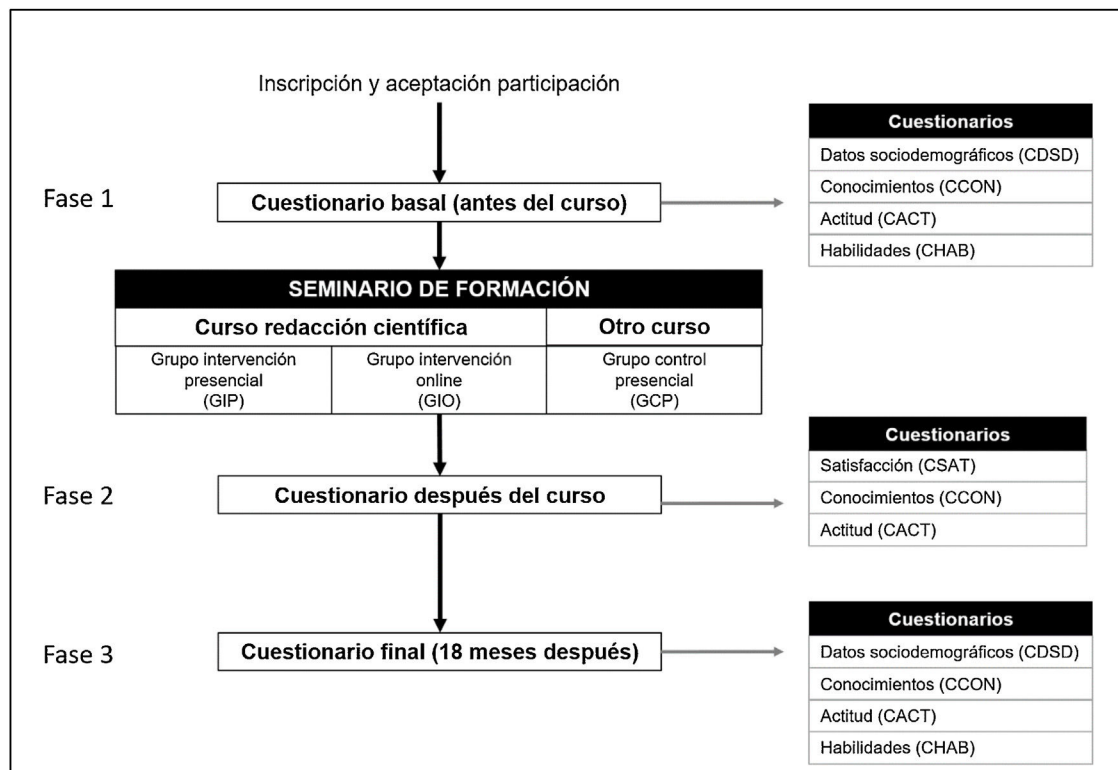 Inscripción y aceptación participación
Fase 1
Cuestionario basal (antes del curso)
Cuestionarios
Datos sociodemográficos (CDSD)
Conocimientos (CCON)
Actitud (CACT)
Habilidades (CHAB)
SEMINARIO DE FORMACIÓN
Curso redacción científica
Otro curso
Grupo intervención
presencial
(GIP)
Grupo intervención
online
(GIO)
Grupo control
presencial
(GCP)
Fase 2
Cuestionario después del curso
Cuestionarios
Satisfacción (CSAT)
Conocimientos (CCON)
Actitud (CACT)
Fase 3
Cuestionario final (18 meses después)
Cuestionarios
Datos sociodemográficos (CDSD)
Conocimientos (CCON)
Actitud (CACT)
Habilidades (CHAB)